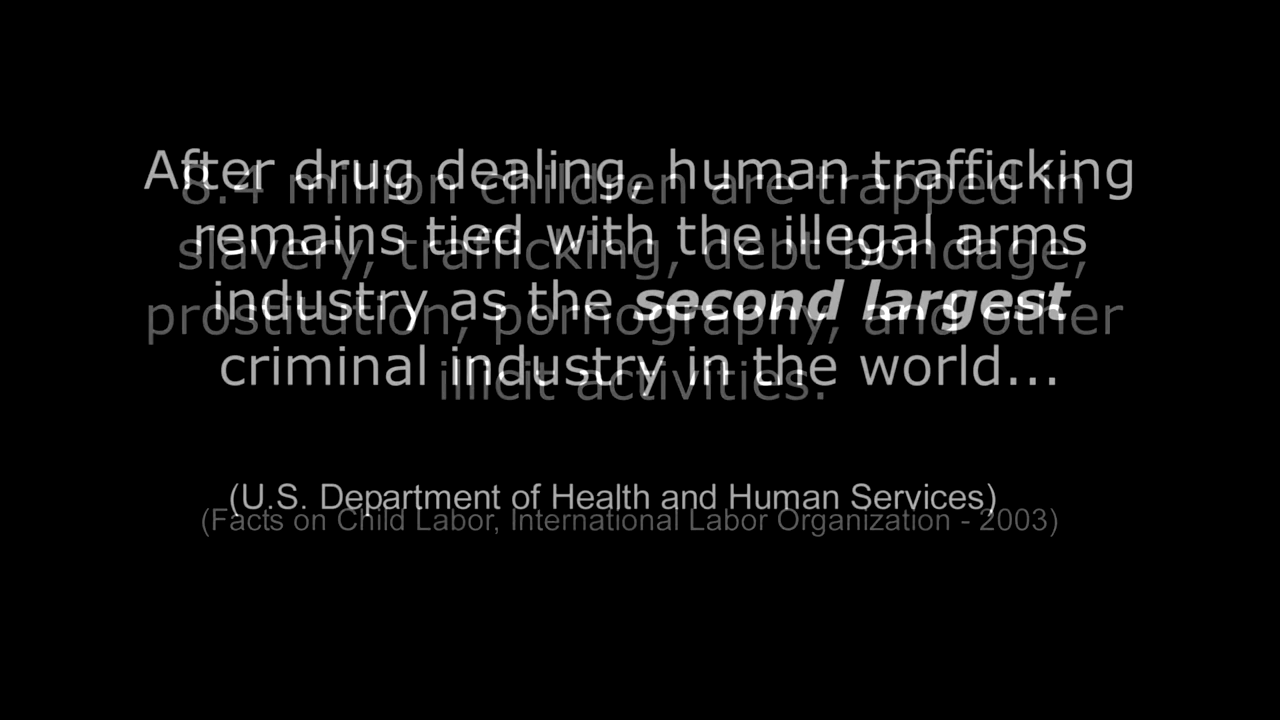 After drug dealing, human trafficking
remains tied with the illegal arms
industry as the second largest
criminal industry in the world...
(U.S. Department of Health and Human Services)
8.4 million children are trapped in
slavery, trafficking, debt bondage,
prostitution, pornography, and other
illicit activities.
(Facts on Child Labor, International Labor Organization - 2003)